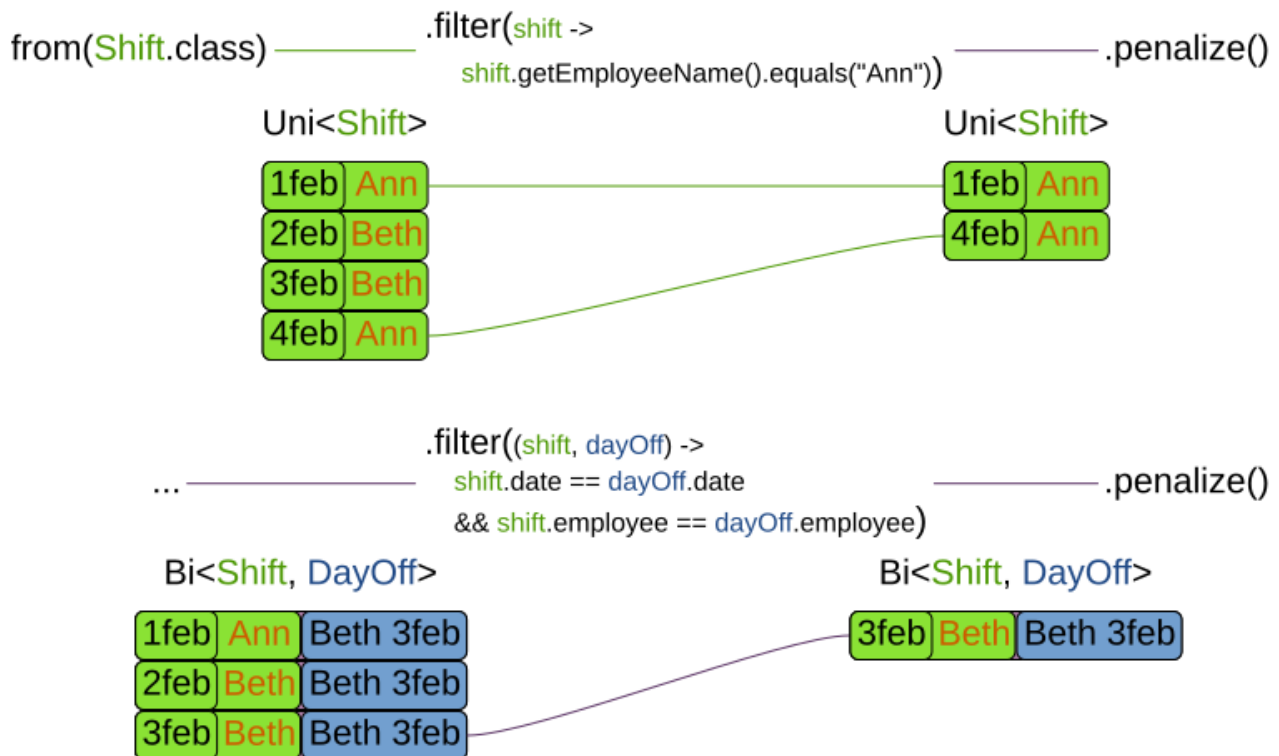 from(Shift.class)
.filter(shift ->
shift.getEmployeeName().equals("Ann"))
.penalize()
Uni<Shift>
Uni<Shift>
1feb Ann
1feb Ann
2feb Beth
4feb Ann
3feb Beth
4feb Ann
...
.filter((shift, dayOff) ->
shift.date == dayOff.date
&& shift.employee == dayOff.employee)
.penalize()
Bi<Shift, DayOff>
Bi<Shift, DayOff>
1feb Ann Beth 3feb
3feb Beth Beth 3feb
2feb Beth Beth 3feb
3feb Beth Beth 3feb